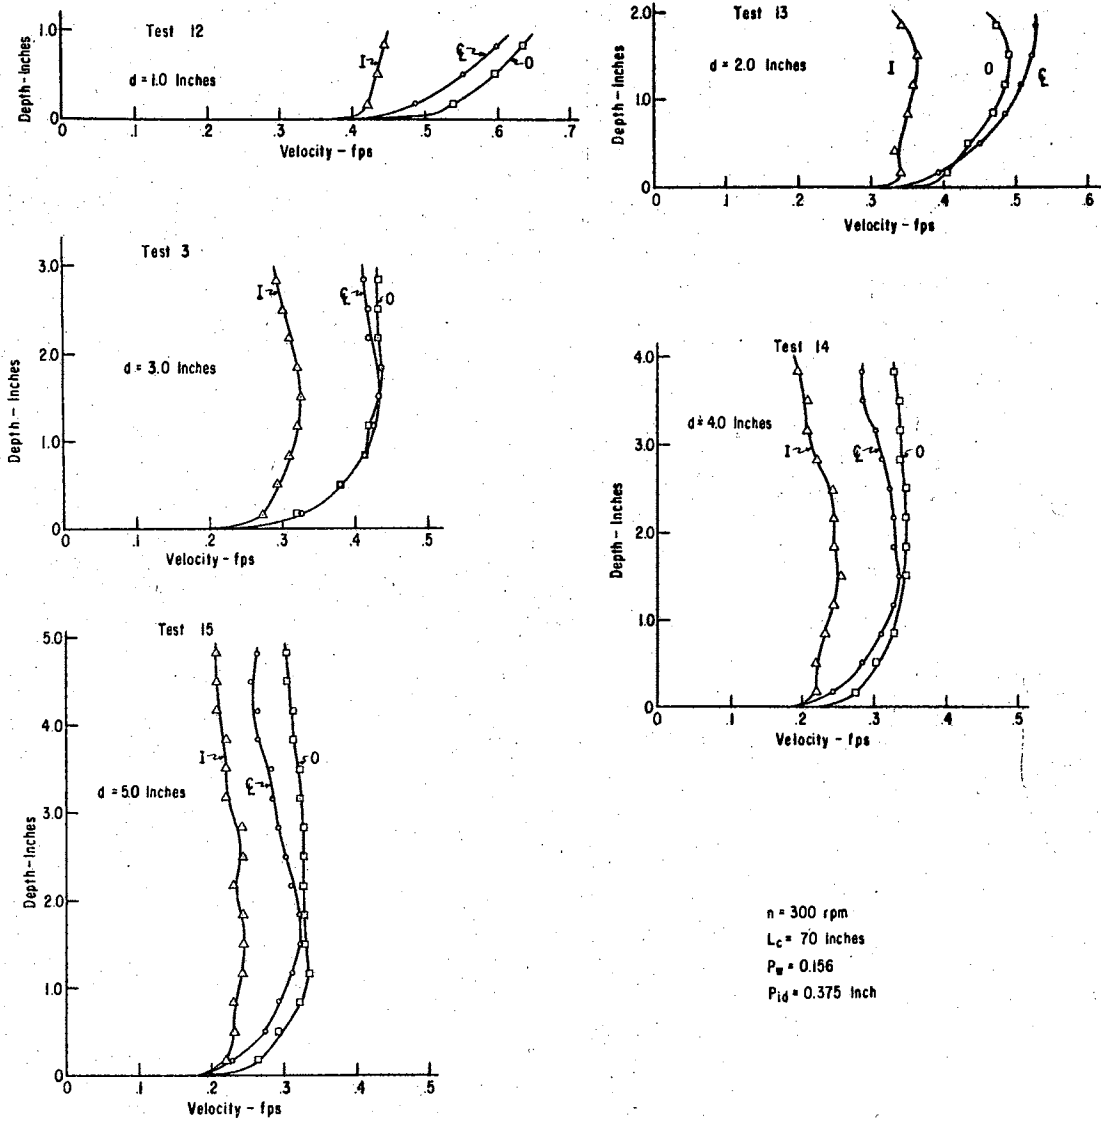 Test 12
d = 1.0 Inches
Depth-Inches
1.0
0
I
℄
O
0 .1 .2 .3 .4 .5 .6 .7
Velocity - fps
Test 13
d = 2.0 Inches
Depth-Inches
2.0
1.0
0
I
O
℄
0 .1 .2 .3 .4 .5 .6
Velocity - fps
Test 3
d = 3.0 Inches
Depth-Inches
3.0
2.0
1.0
0
I
℄
O
0 .1 .2 .3 .4 .5
Velocity - fps
Test 14
d = 4.0 Inches
Depth-Inches
4.0
3.0
2.0
1.0
0
I
℄
O
0 .1 .2 .3 .4 .5
Velocity - fps
Test 15
d = 5.0 Inches
Depth-Inches
5.0
4.0
3.0
2.0
1.0
0
I
℄
O
0 .1 .2 .3 .4 .5
Velocity - fps
n = 300 rpm
Lc = 70 Inches
Pw = 0.156
Pid = 0.375 Inch